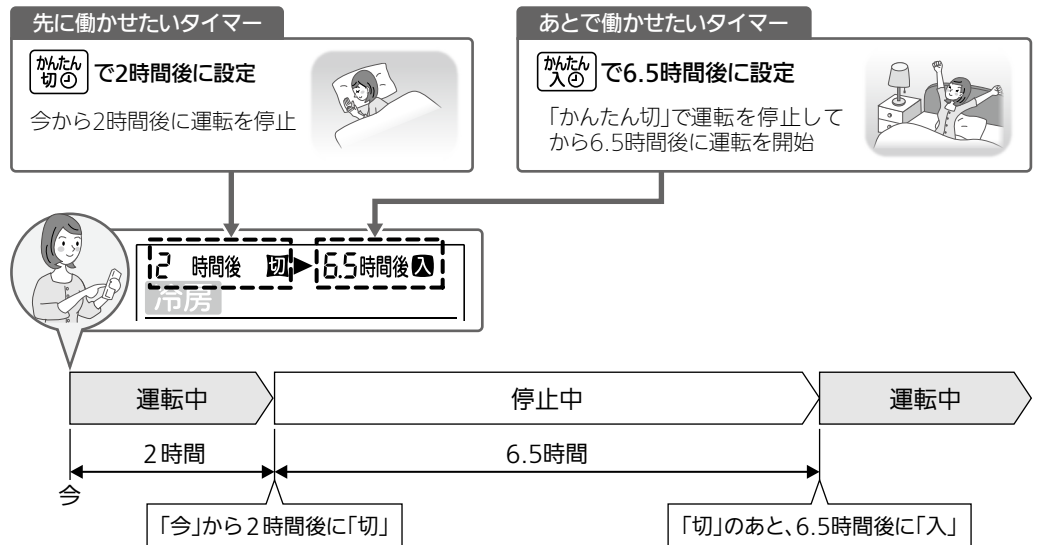 先に働かせたいタイマー
かんたん
切
で2時間後に設定
今から2時間後に運転を停止
あとで働かせたいタイマー
かんたん
入
で6.5時間後に設定
「かんたん切」で運転を停止して
から6.5時間後に運転を開始
2 時間後 切▶6.5時間後入
冷房
運転中
停止中
運転中
2時間
6.5時間
今
「今」から2時間後に「切」
「切」のあと、6.5時間後に「入」